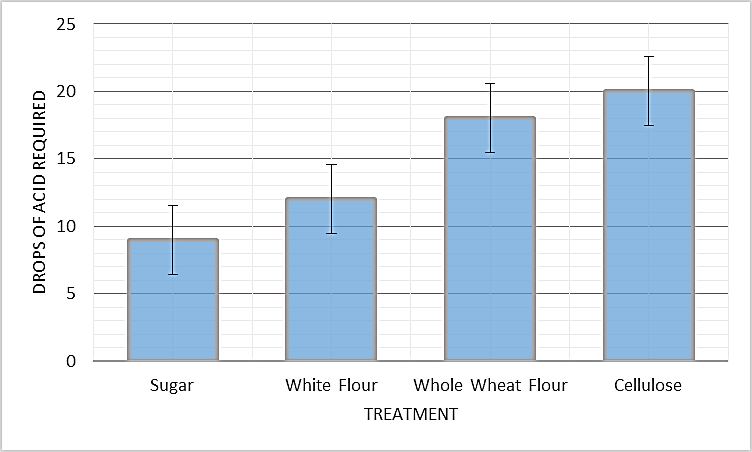 25
20
15
10
5
0
DROPS OF ACID REQUIRED
Sugar White Flour Whole Wheat Flour Cellulose
TREATMENT